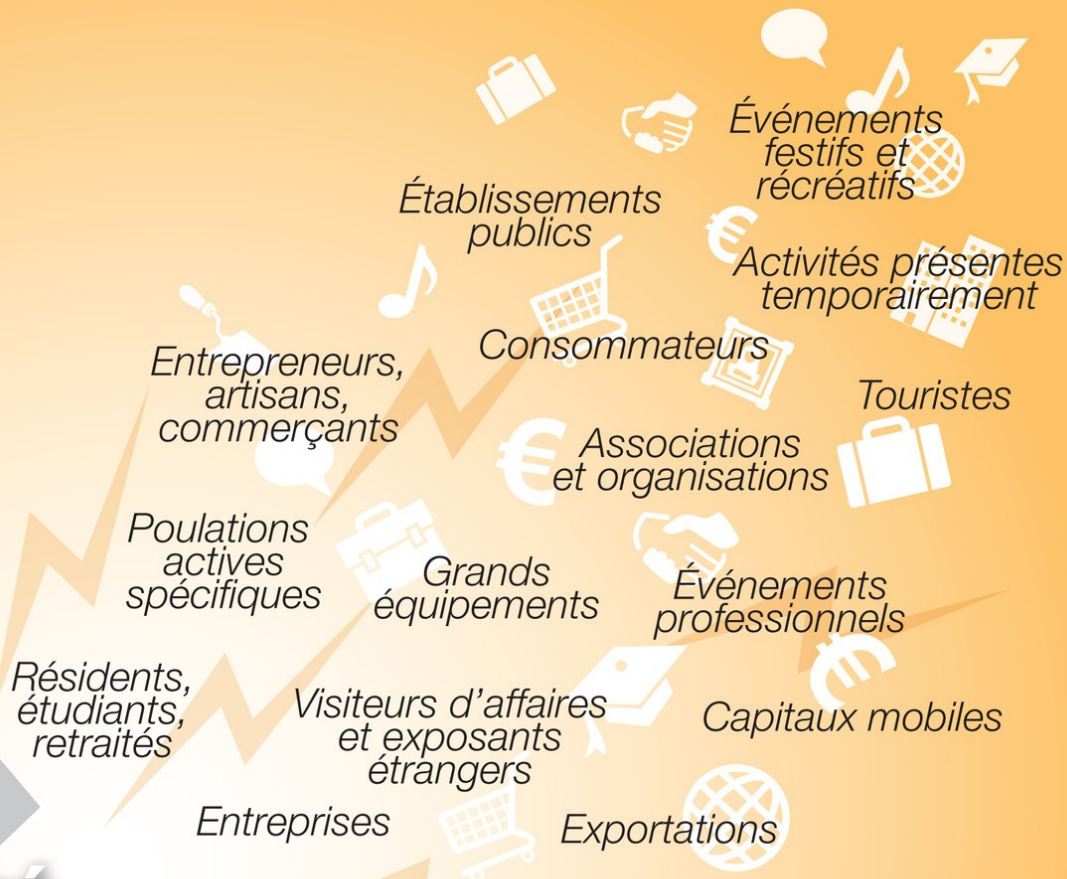 Événements
festifs et
récréatifs
Établissements
publics
Activités présentes
temporairement
Consommateurs
Entrepreneurs,
artisans,
commerçants
Touristes
Associations
et organisations
Poulations
actives
spécifiques
Grands
équipements
Événements
professionnels
Résidents,
étudiants,
retraités
Visiteurs d'affaires
et exposants
étrangers
Capitaux mobiles
Entreprises
Exportations